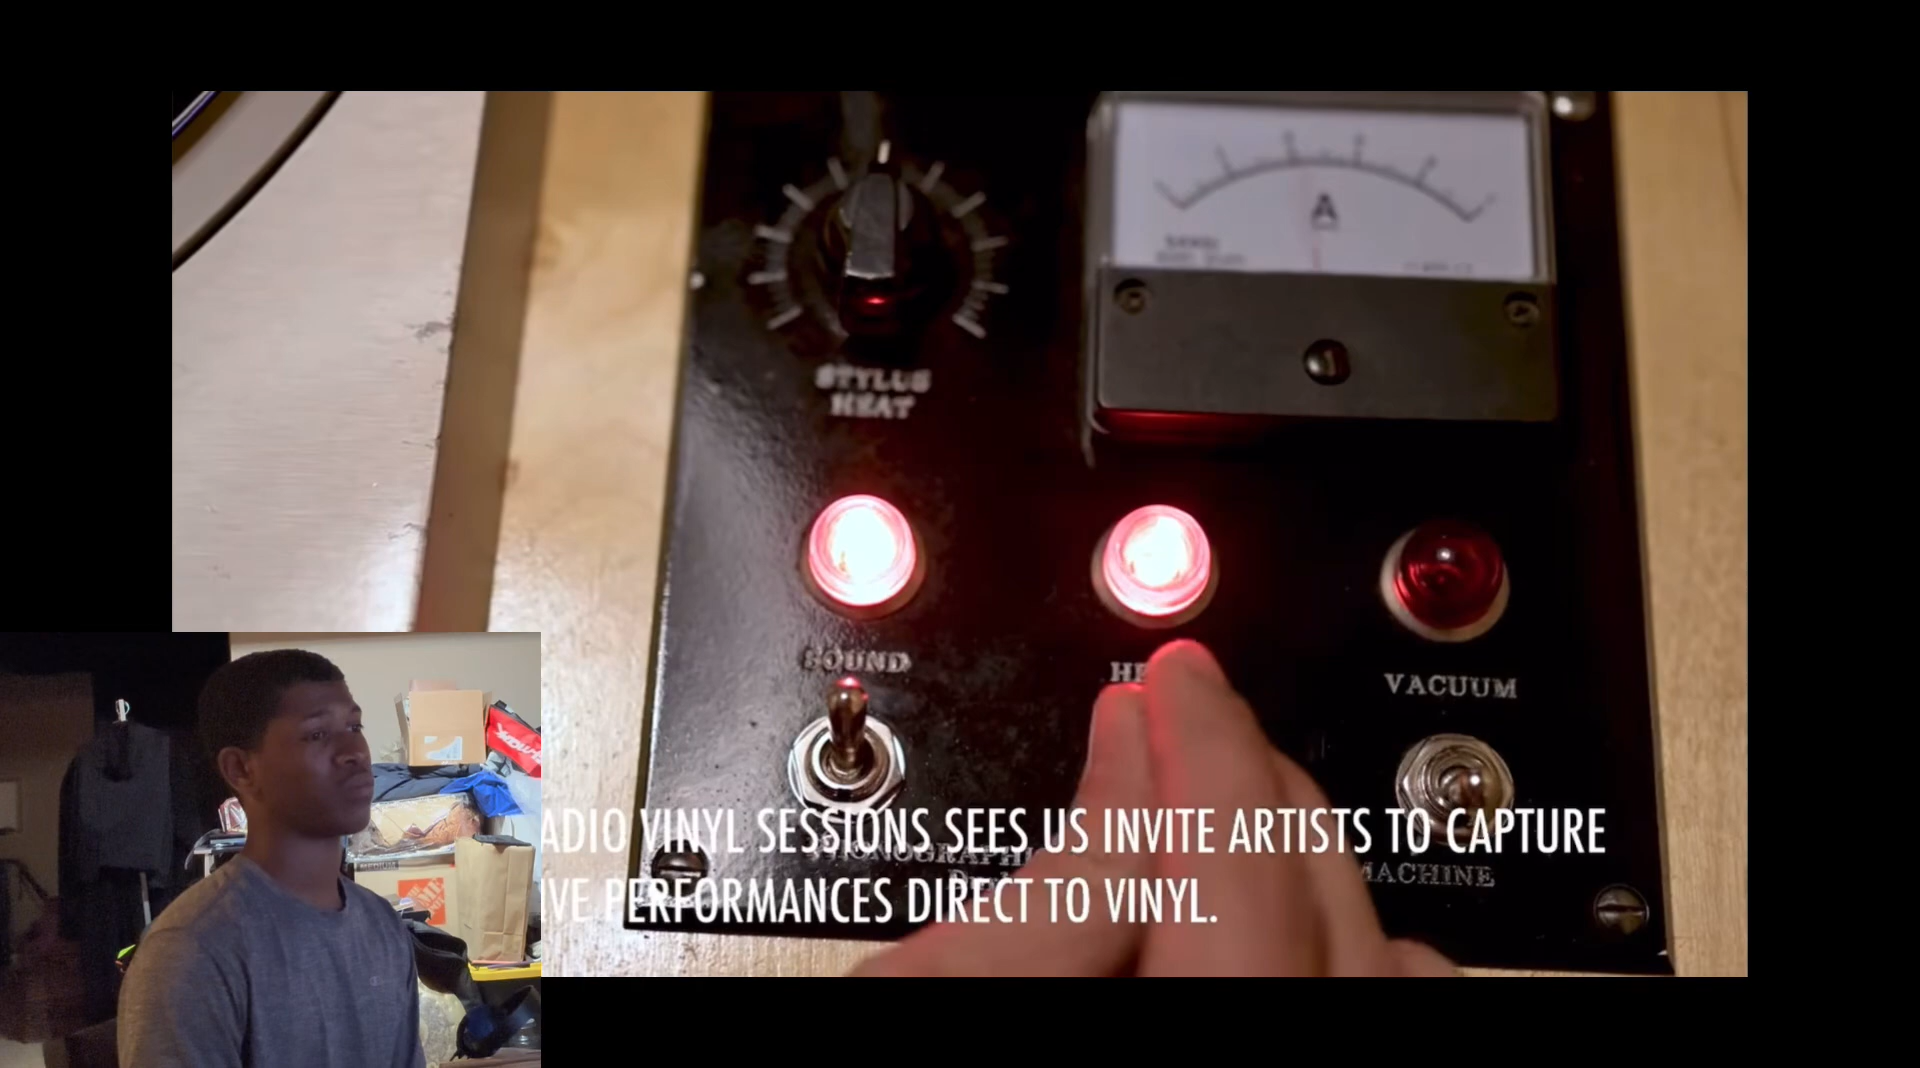 A
STYLUS
HEAT
SOUND
VACUUM
ADIO VINYL SESSIONS SEES US INVITE ARTISTS TO CAPTURE
IVE PERFORMANCES DIRECT TO VINYL.
MACHINE
MEDIUM